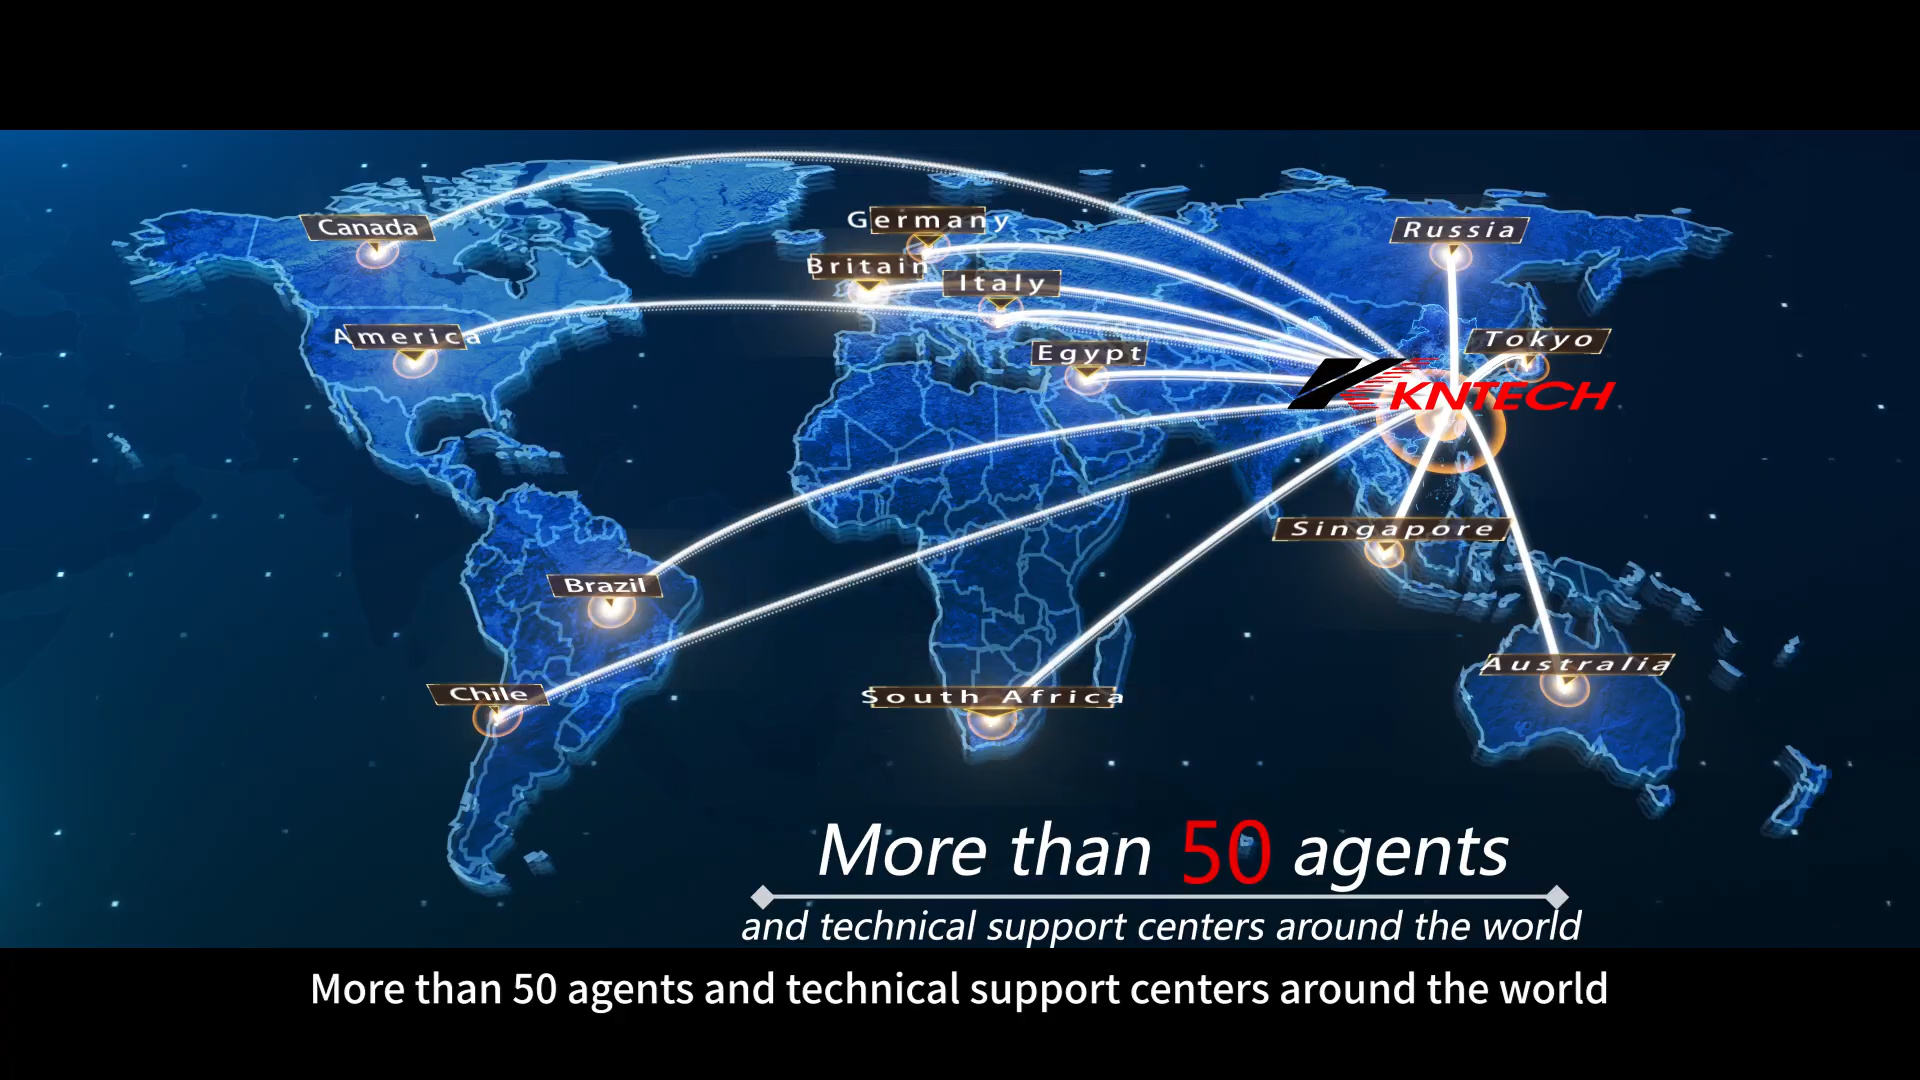 Canada
Germany
Russia
Britain
Italy
America
Tokyo
Egypt
KNTECH
Singapore
Brazil
Australia
Chile
South Africa
More than 50 agents
and technical support centers around the world
More than 50 agents and technical support centers around the world